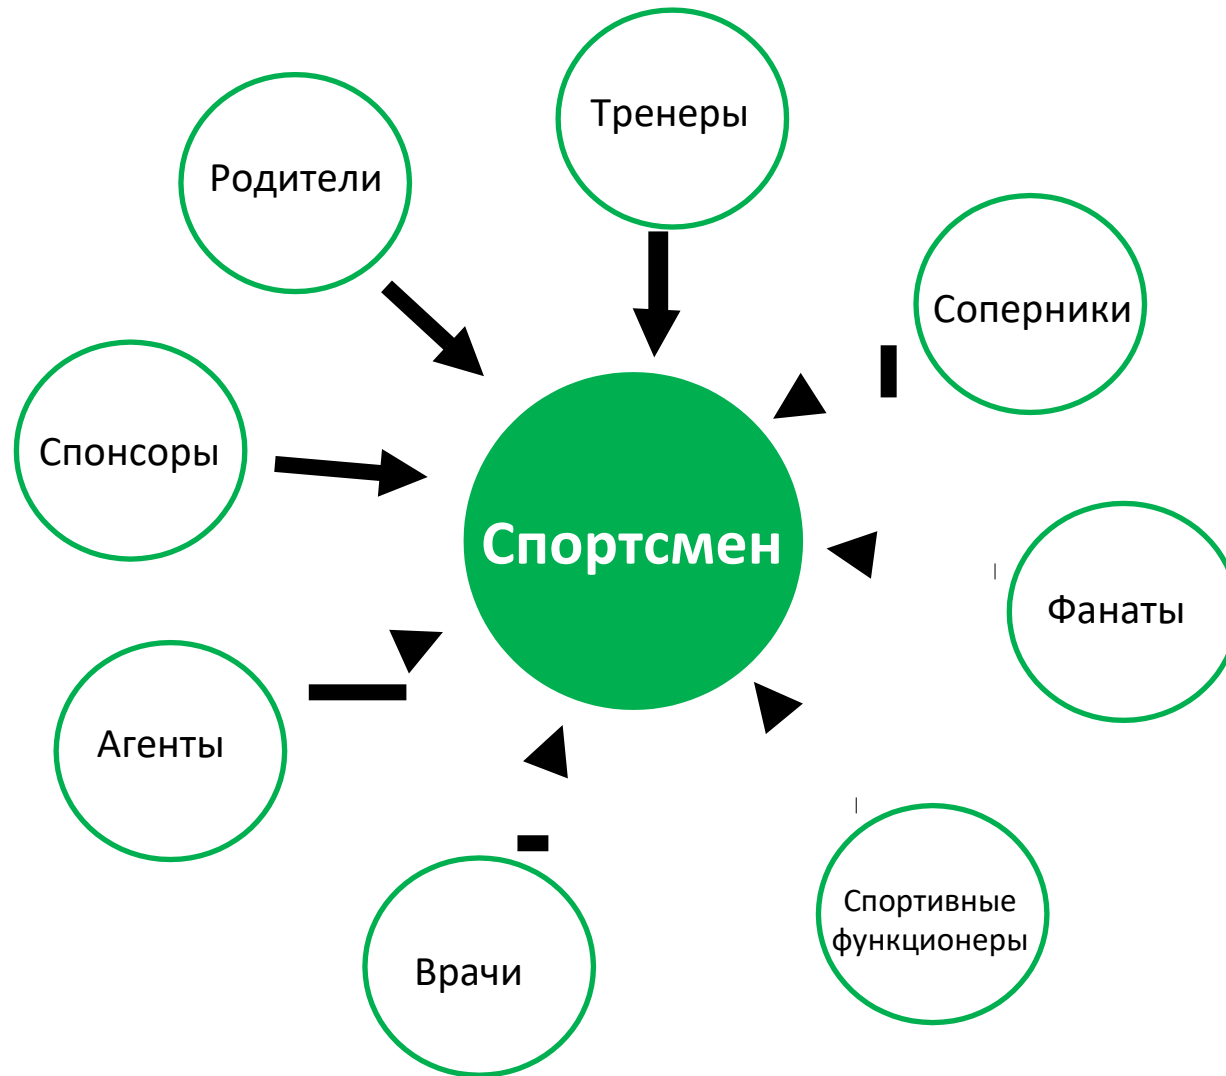 Тренеры
Родители
Соперники
Спонсоры
Спортсмен
Фанаты
Агенты
Спортивные
функционеры
Врачи